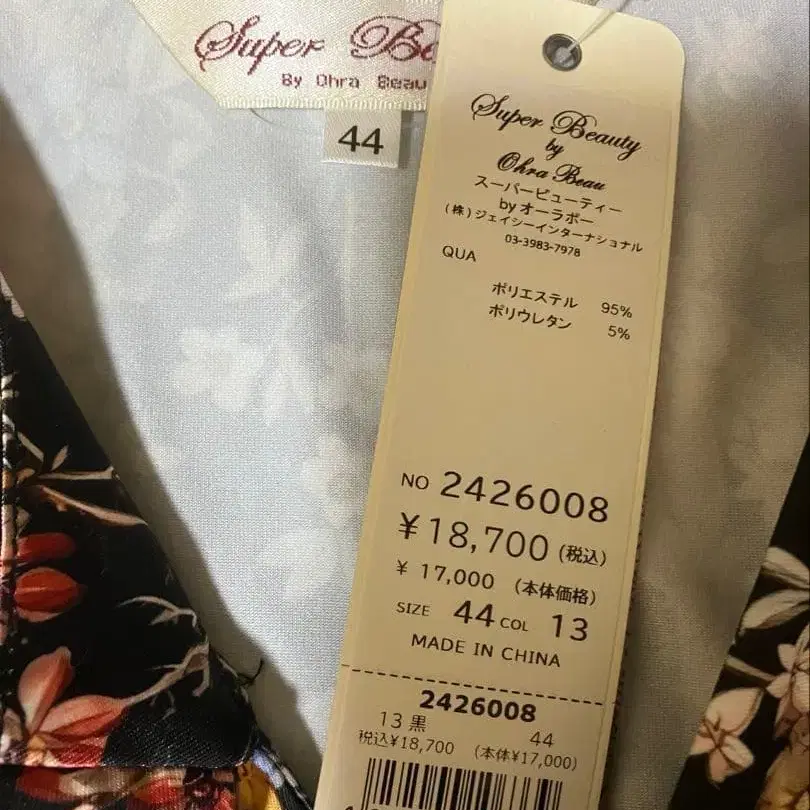 Super Be
By Ohra Beau
44
Super Beauty
by
Ohra Beau
スーパービューティー
by オーラボー
(株)ジェイシーインターナショナル
03-3983-7978
QUA
ポリエステル 95%
ポリウレタン 5%
NO 2426008
¥18,700 (税込)
¥ 17,000 (本体価格)
SIZE 44 COL 13
MADE IN CHINA
2426008
13 黒 44
税込¥18,700 (本体¥17,000)